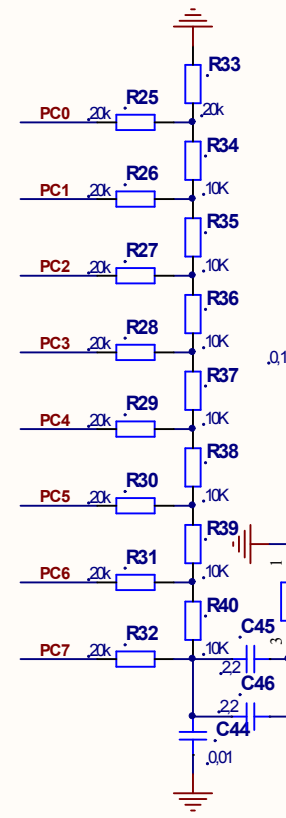 R33
.20k
R25
PC0 .20k
R34
.10K
R26
PC1 .20k
R35
.10K
R27
PC2 .20k
R36
.10K
R28
PC3 .20k
.0,1
R37
.10K
R29
PC4 .20k
R38
.10K
R30
PC5 .20k
R39
.10K
R31
PC6 .20k
1
R40
.10K
R32
PC7 .20k
C45
.2,2
3
C46
.2,2
C44
.0,01